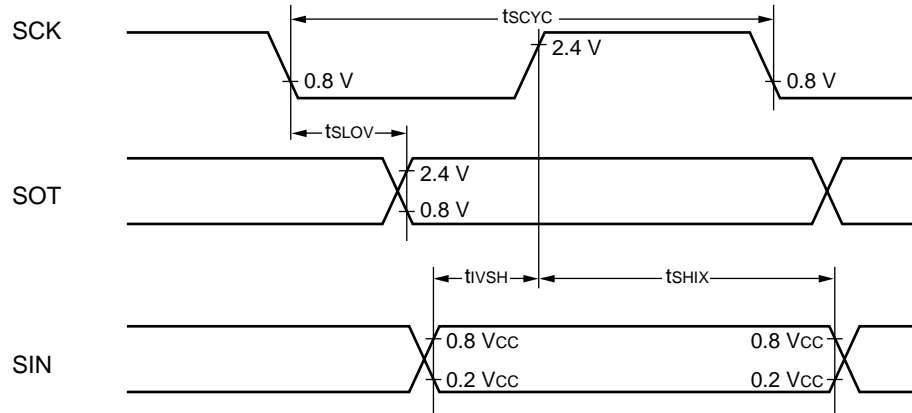 tSCYC
SCK
2.4 V
0.8 V
0.8 V
tSLOV
SOT
2.4 V
0.8 V
tIVSH
tSHIX
SIN
0.8 VCC
0.8 VCC
0.2 VCC
0.2 VCC